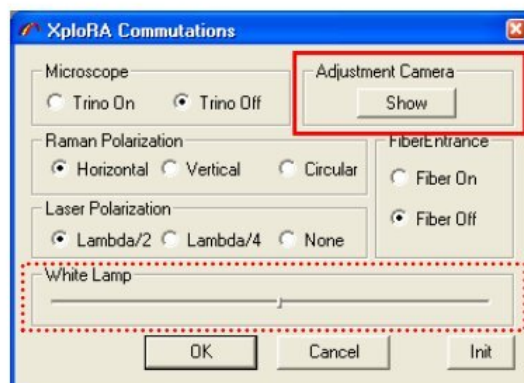 XploRA Commutations
Microscope
Trino On Trino Off
Adjustment Camera
Show
Raman Polarization
Horizontal Vertical Circular
FiberEntrance
Fiber On
Fiber Off
Laser Polarization
Lambda/2 Lambda/4 None
White Lamp
OK Cancel Init